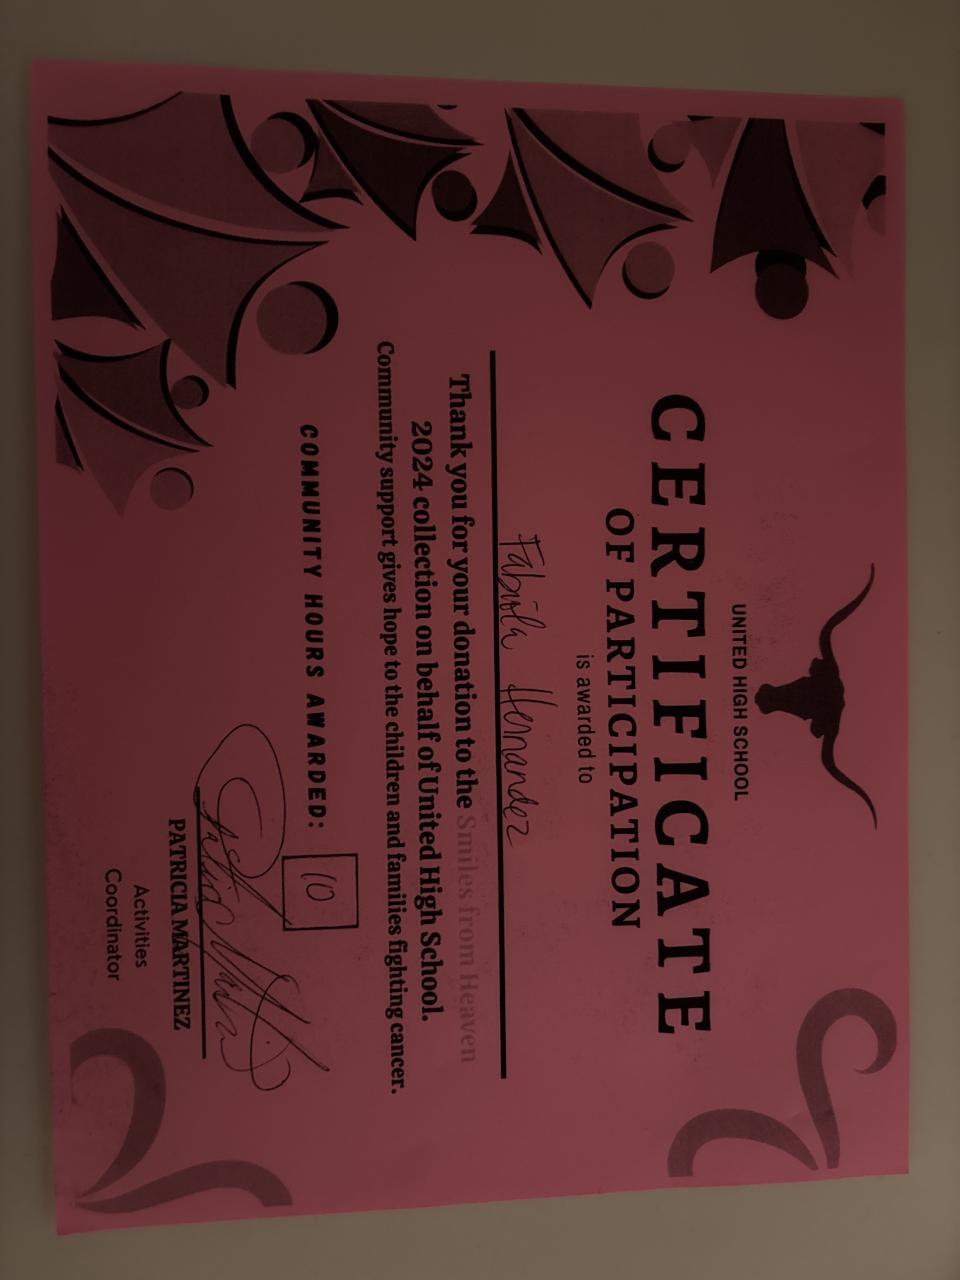 UNITED HIGH SCHOOL
CERTIFICATE
OF PARTICIPATION
is awarded to
Fabiola Hernandez
Thank you for your donation to the Smiles from Heaven
2024 collection on behalf of United High School.
Community support gives hope to the children and families fighting cancer.
COMMUNITY HOURS AWARDED: 10
Patricia Martinez
PATRICIA MARTINEZ
Activities
Coordinator